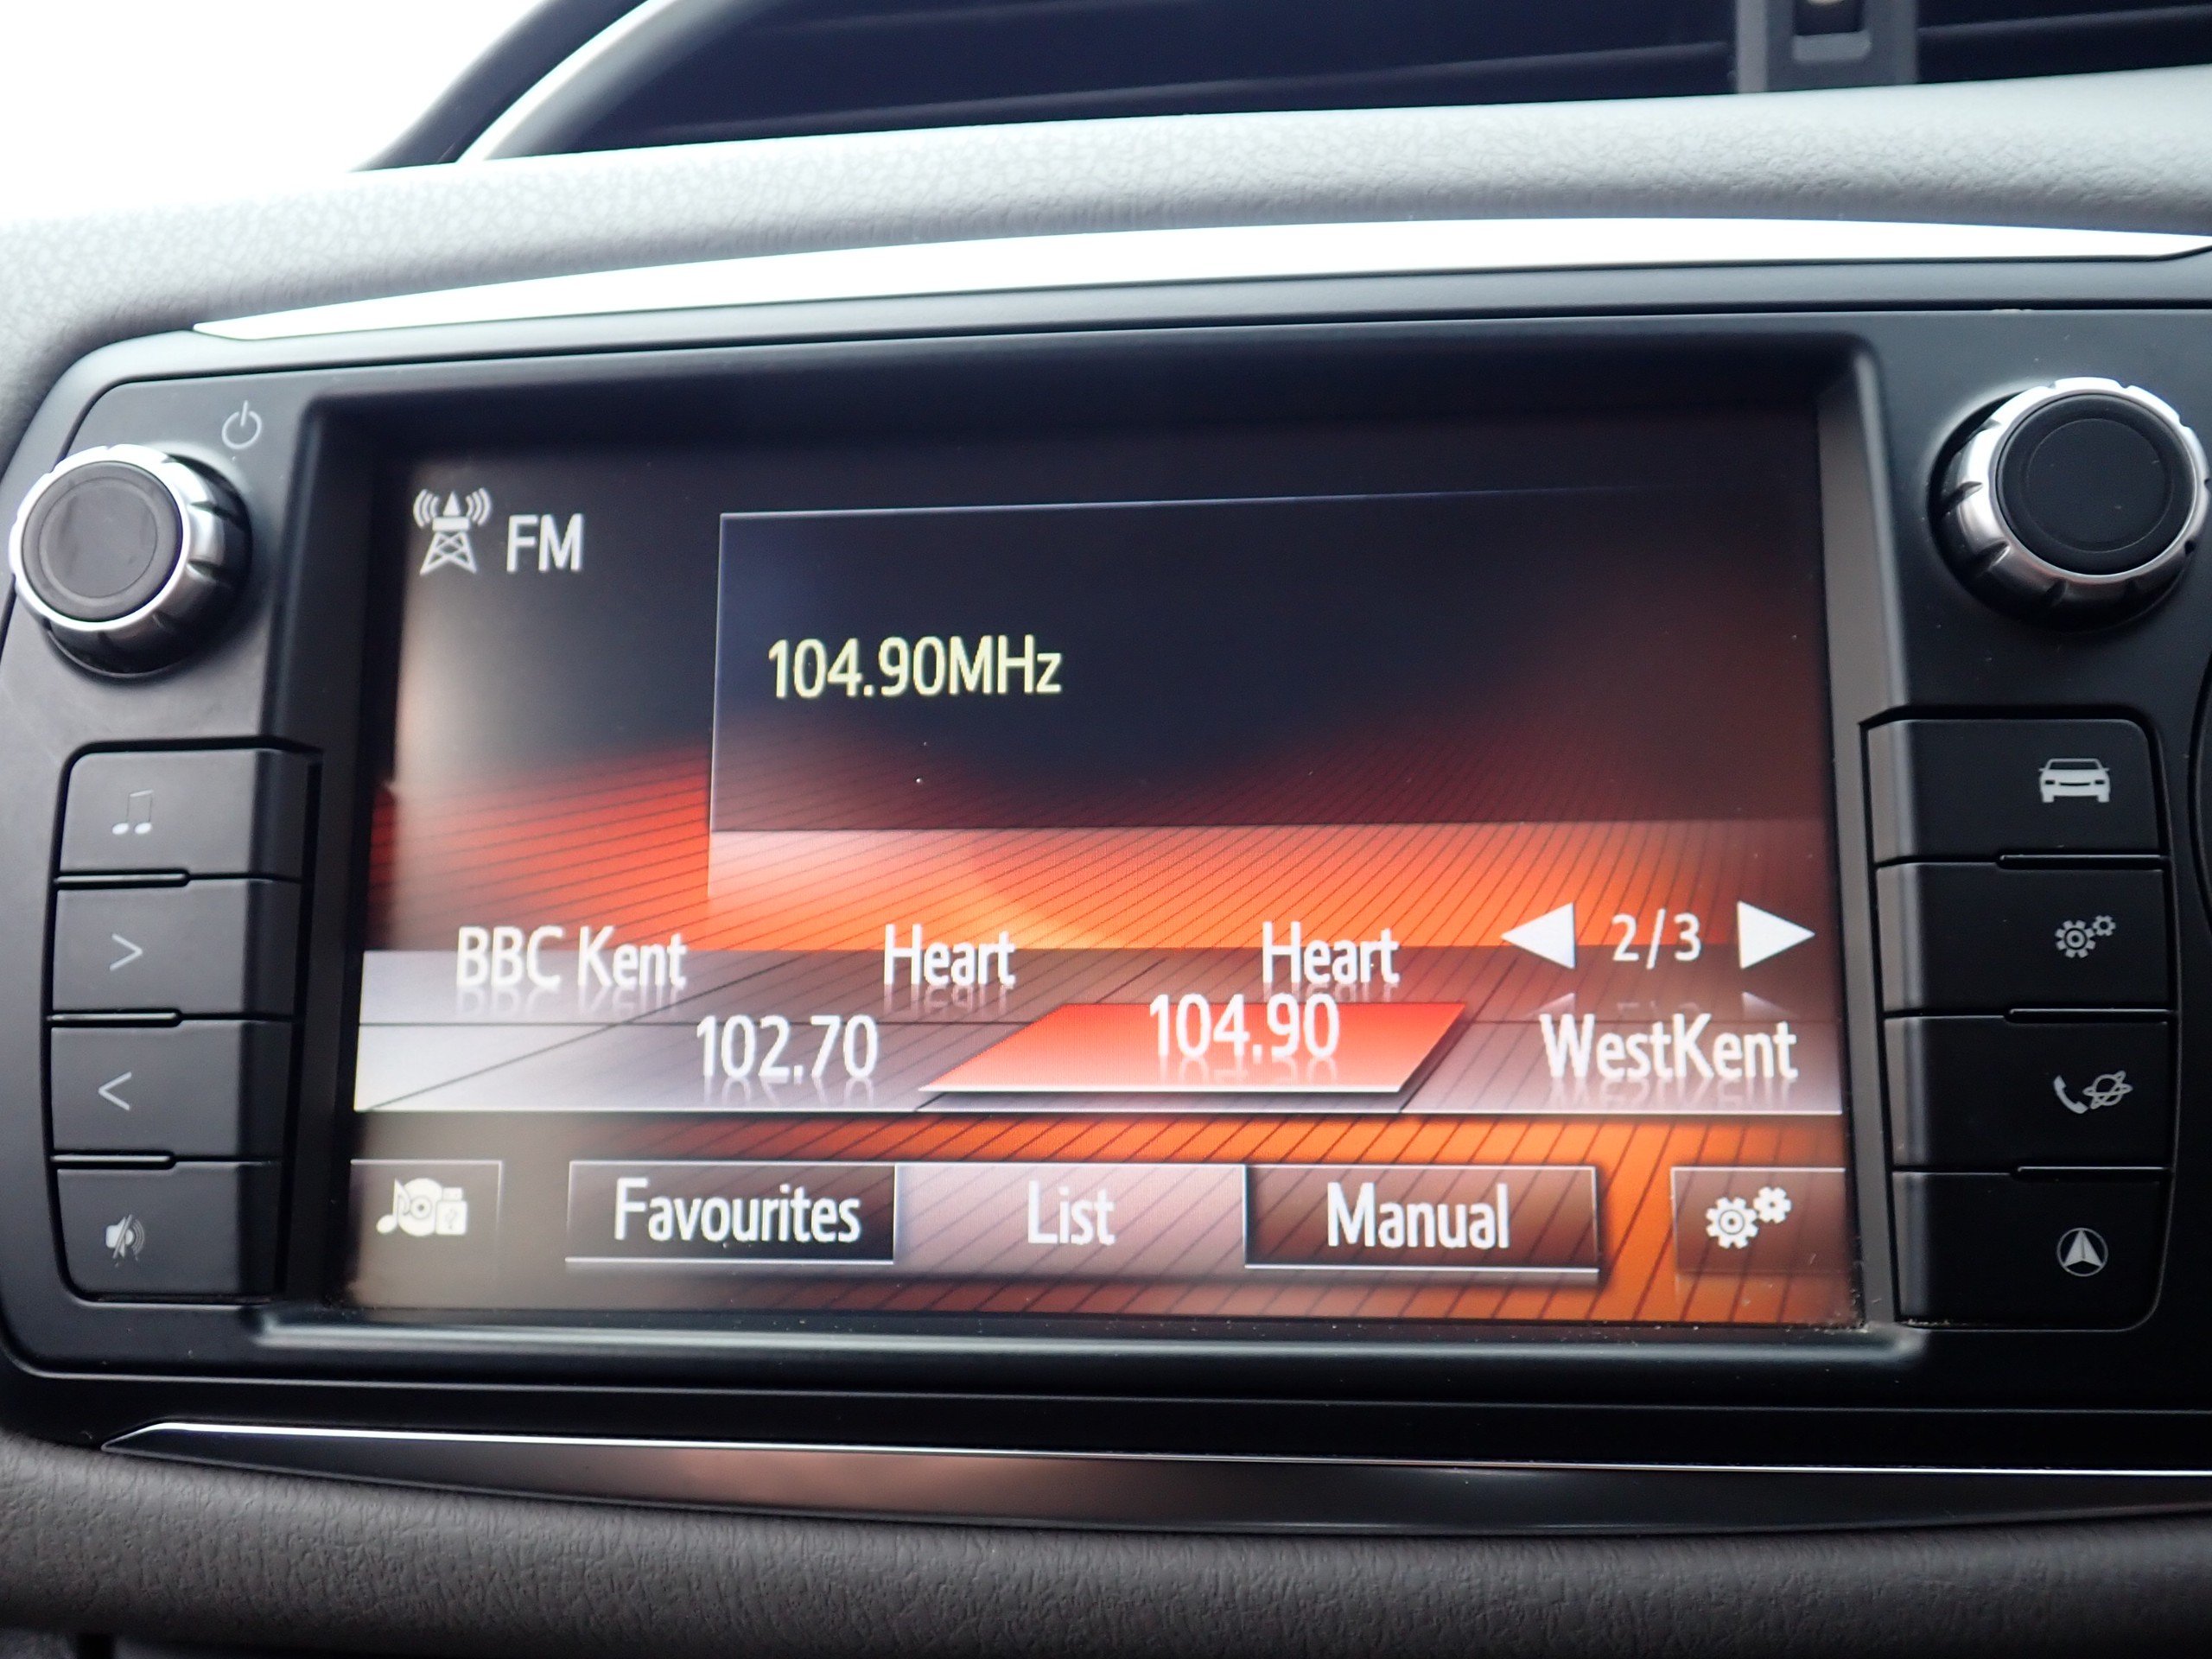 FM
104.90MHz
BBC Kent Heart Heart 2/3
102.70 104.90 WestKent
Favourites List Manual